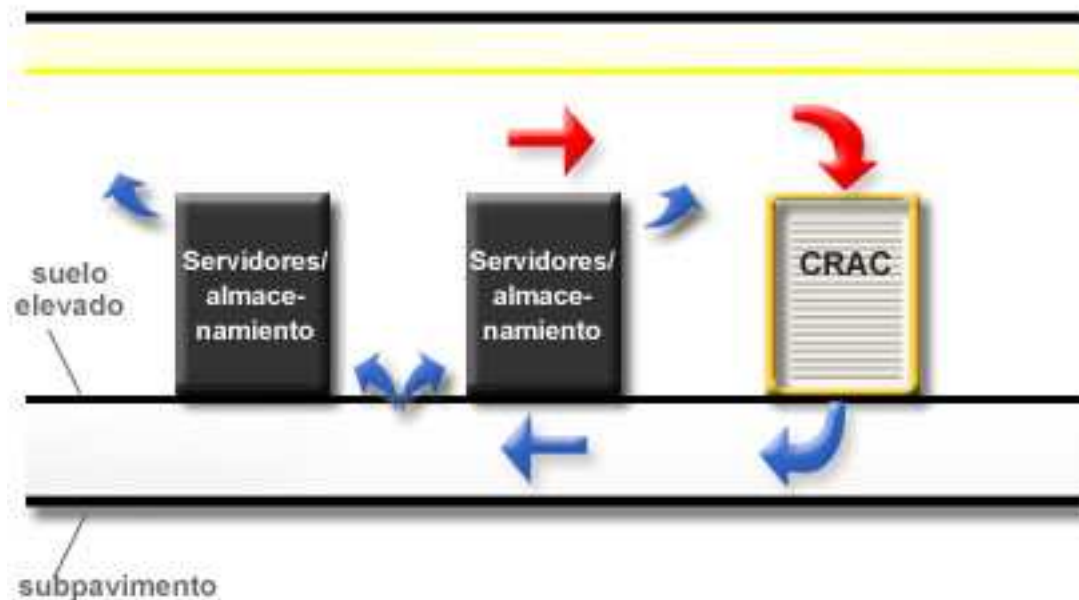 Servidores/
almace-
namiento
Servidores/
almace-
namiento
CRAC
suelo
elevado
subpavimento